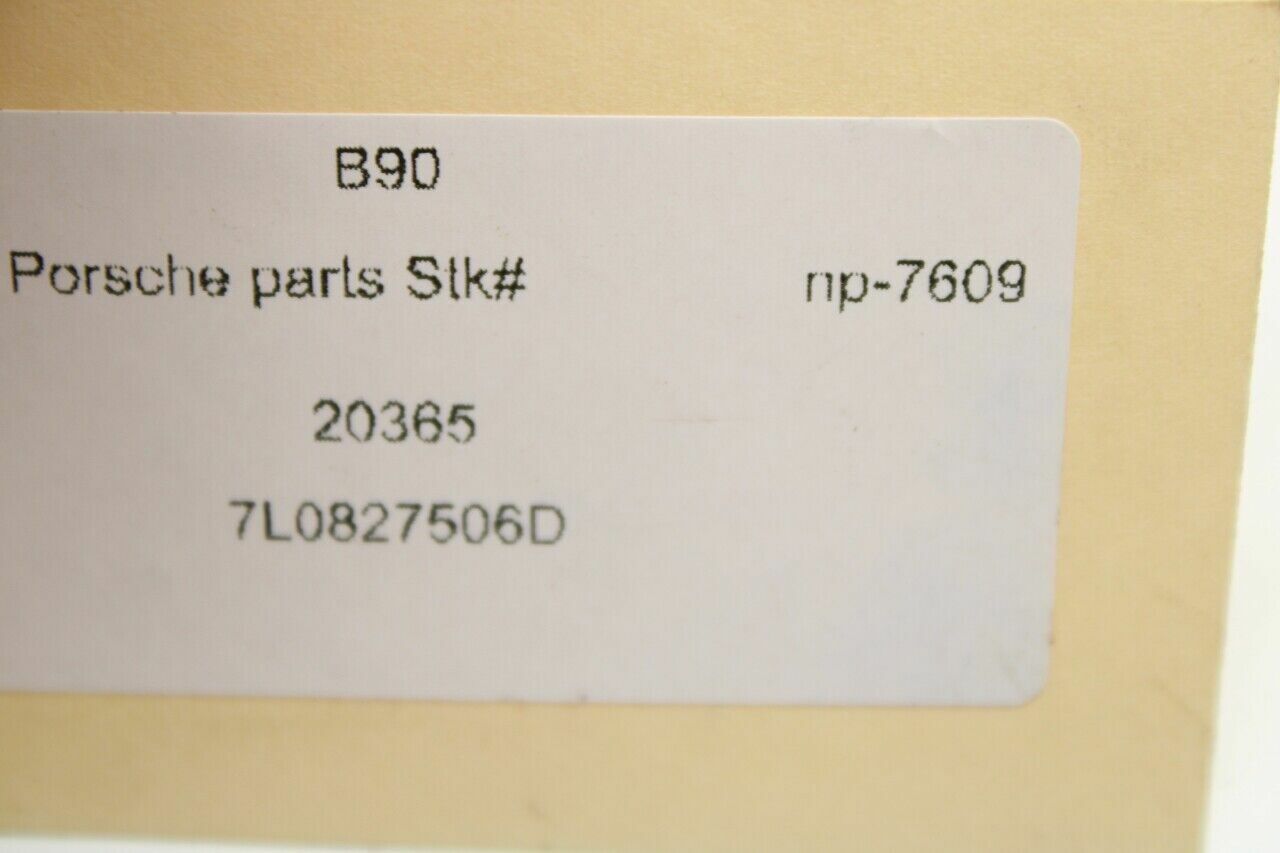 B90
Porsche parts Stk# np-7609
20365
7L0827506D